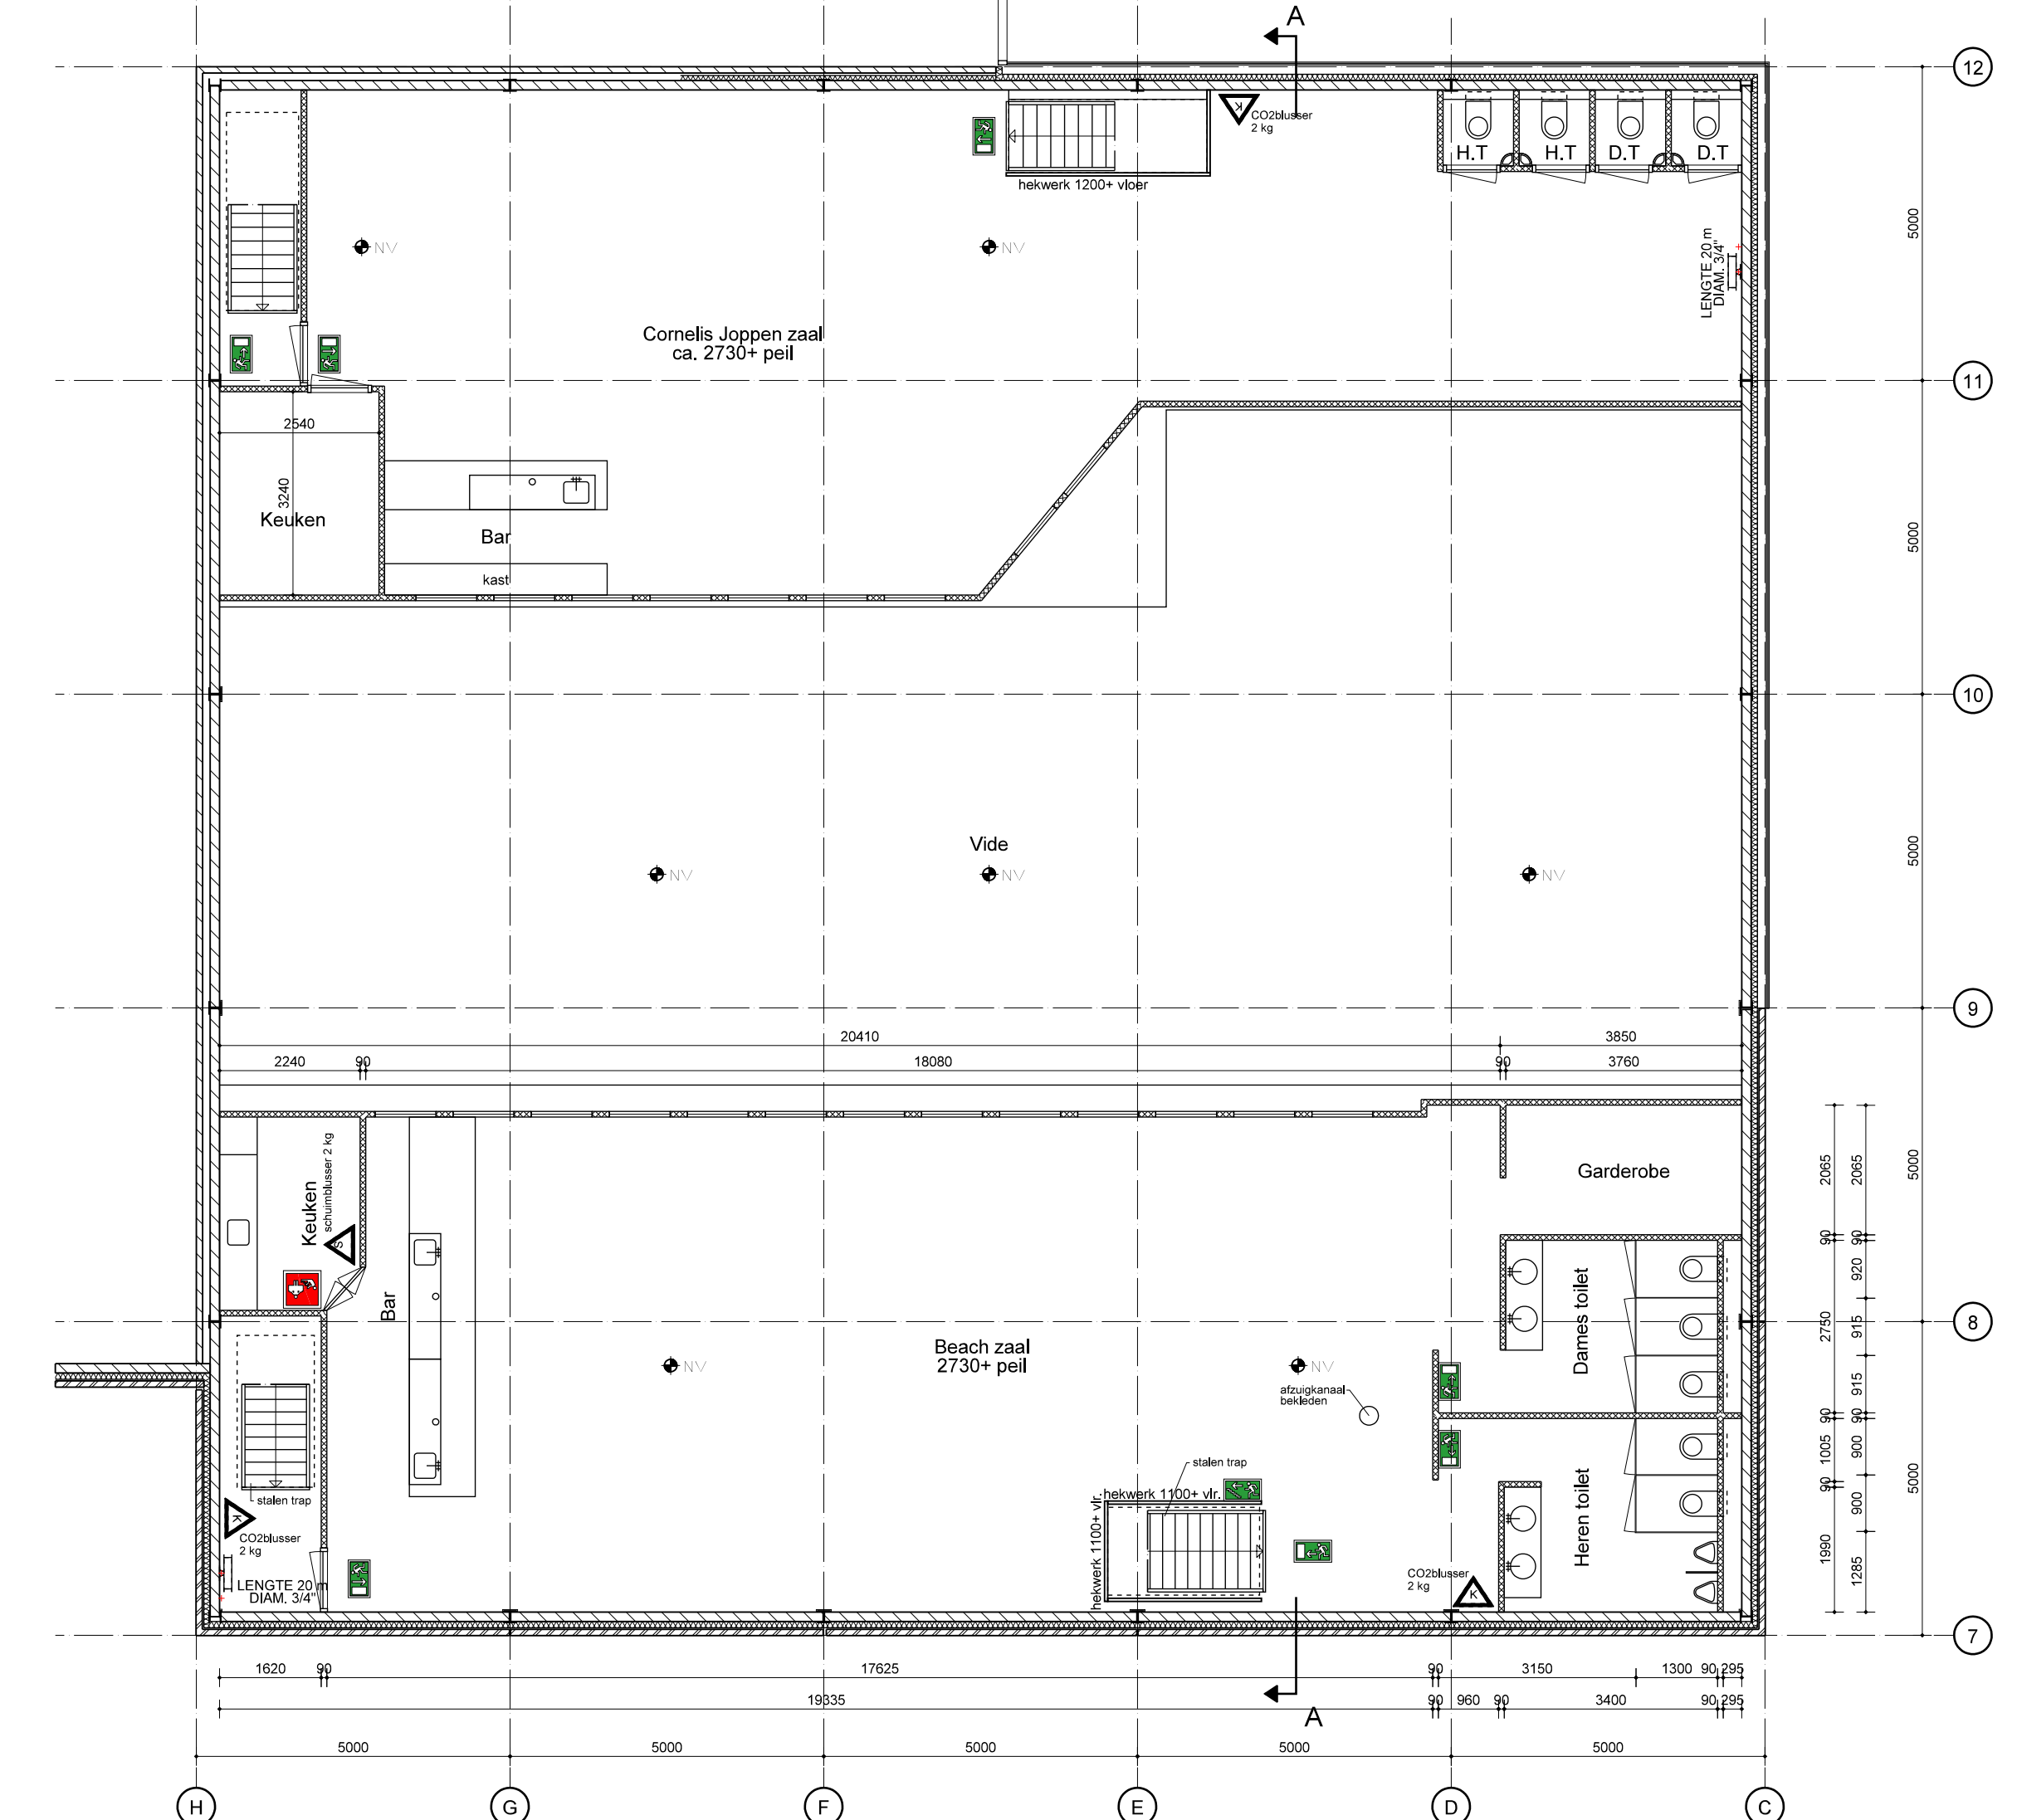 A
12
CO2blusser
2 kg
H.T
H.T
D.T
D.T
hekwerk 1200+ vloer
5000
NV
NV
LENGTE 20 m
DIAM. 3/4"
Cornelis Joppen zaal
ca. 2730+ peil
11
2540
3240
Keuken
Bar
kast
5000
10
Vide
5000
NV
NV
NV
9
20410
3850
2240
90
18080
90
3760
Keuken
schuimblusser 2 kg
S
Garderobe
2065
2065
5000
90
90
920
Bar
Dames toilet
2750
915
8
Beach zaal
2730+ peil
NV
NV
afzuigkanaal
bekleden
915
90
90
1005
900
stalen trap
stalen trap
hekwerk 1100+ vlr.
hekwerk 1100+ vlr.
Heren toilet
90
900
5000
K
CO2blusser
2 kg
LENGTE 20 m
DIAM. 3/4"
CO2blusser
2 kg
K
1990
1285
7
1620
90
17625
90
3150
1300
90
295
19335
90
960
90
3400
90
295
A
5000
5000
5000
5000
5000
H
G
F
E
D
C
K